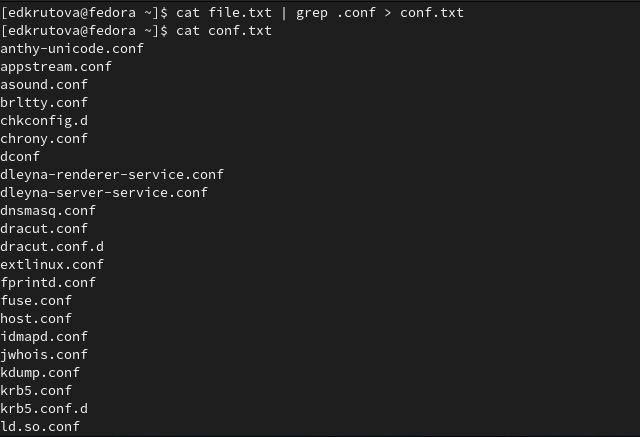 [edkrutova@fedora ~]$ cat file.txt | grep .conf > conf.txt
[edkrutova@fedora ~]$ cat conf.txt
anthy-unicode.conf
appstream.conf
asound.conf
brltty.conf
chkconfig.d
chrony.conf
dconf
dleyna-renderer-service.conf
dleyna-server-service.conf
dnsmasq.conf
dracut.conf
dracut.conf.d
extlinux.conf
fprintd.conf
fuse.conf
host.conf
idmapd.conf
jwhois.conf
kdump.conf
krb5.conf
krb5.conf.d
ld.so.conf